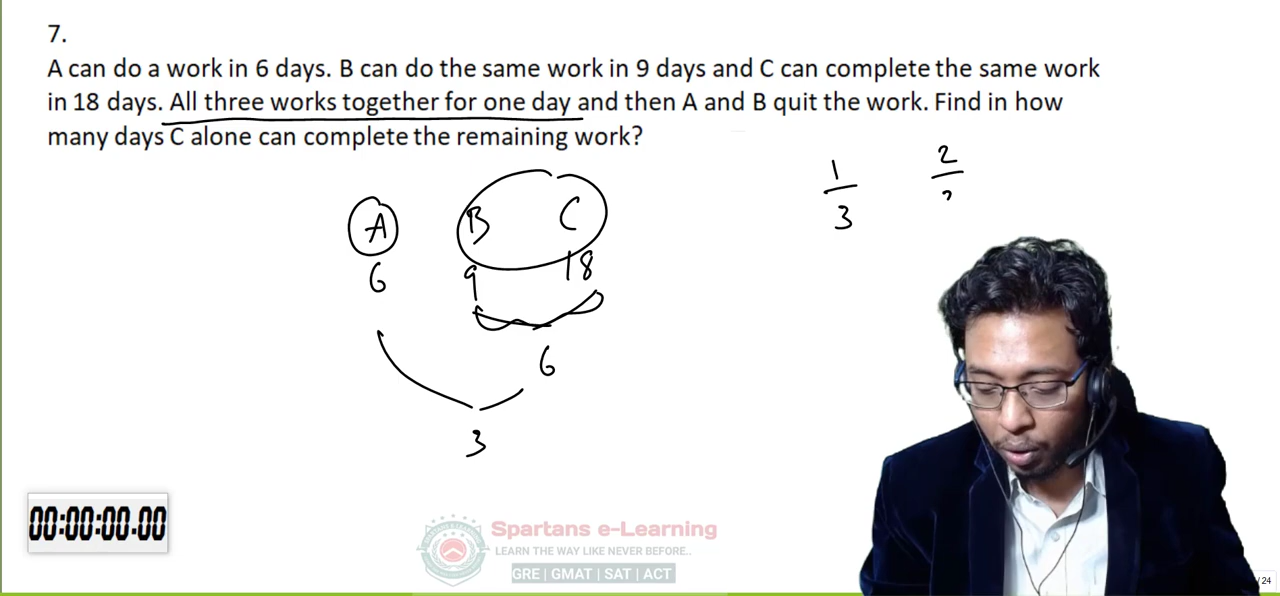 7.
A can do a work in 6 days. B can do the same work in 9 days and C can complete the same work
in 18 days. All three works together for one day and then A and B quit the work. Find in how
many days C alone can complete the remaining work?
1/3 2
A B C
6 9 18
6
3
00:00:00.00
Spartans e-Learning
LEARN THE WAY LIKE NEVER BEFORE..
GRE | GMAT | SAT | ACT
/ 24